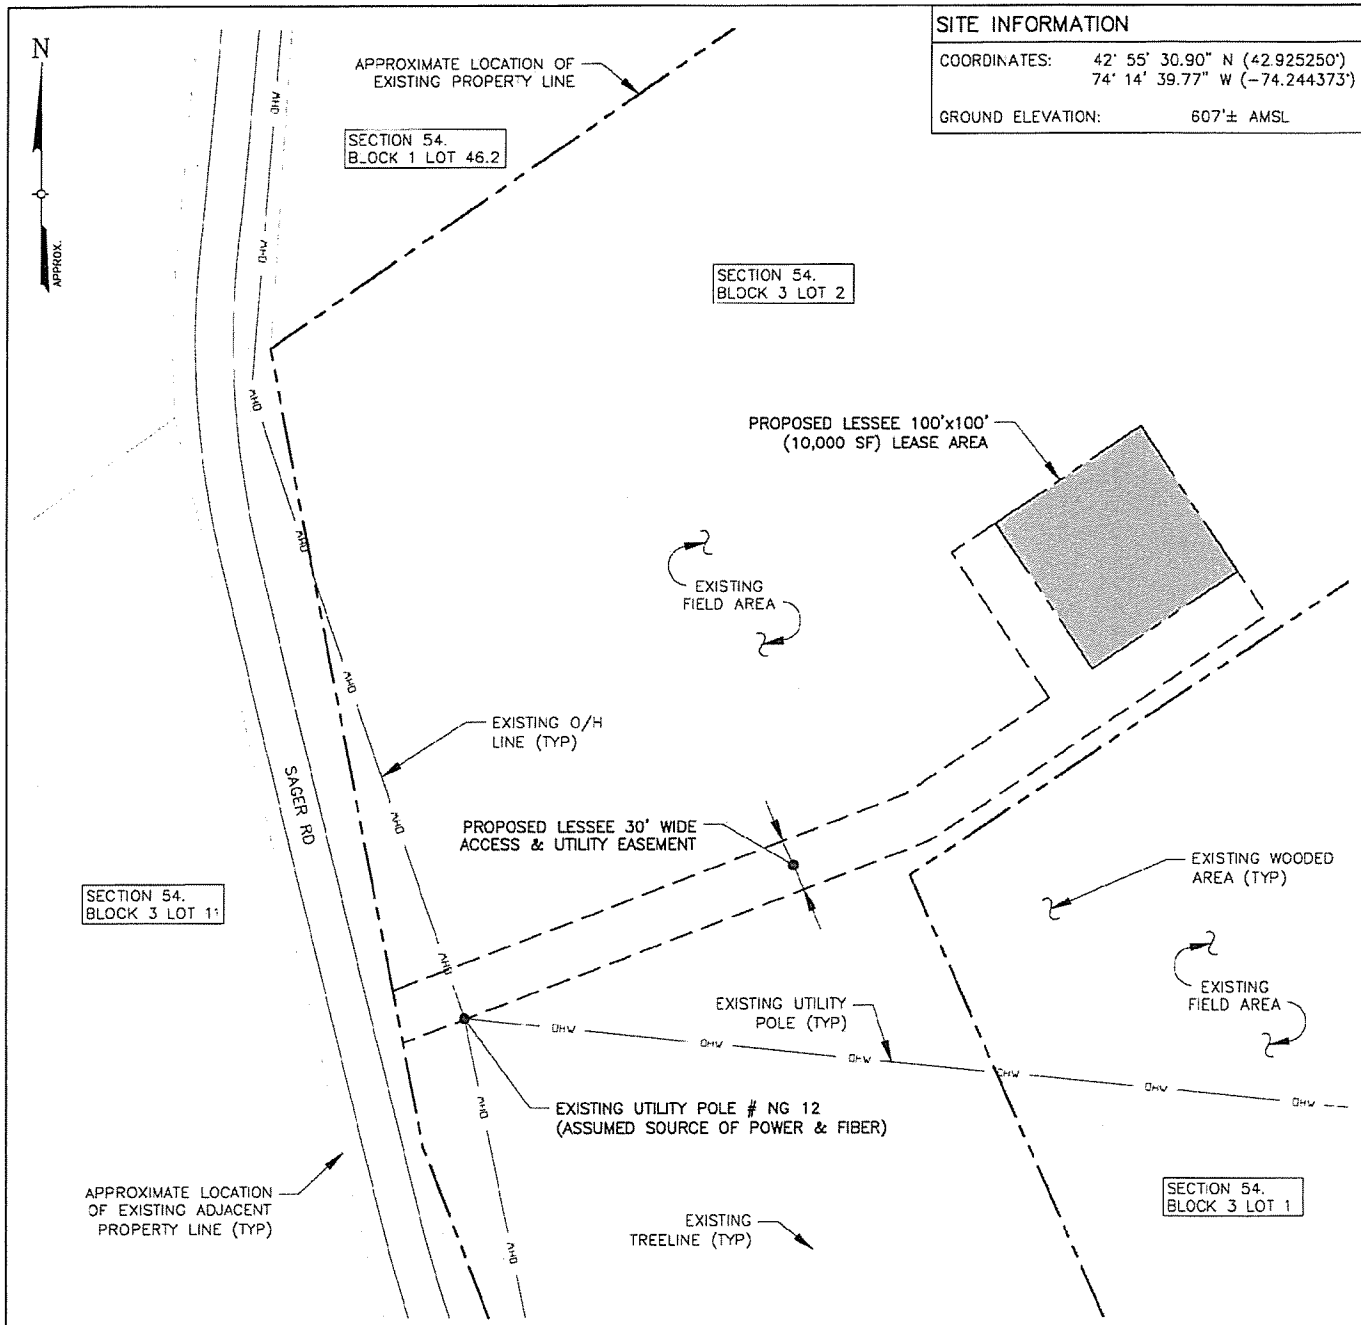 SITE INFORMATION
COORDINATES: 42° 55' 30.90" N (42.925250°)
74° 14' 39.77" W (-74.244373°)
GROUND ELEVATION: 607'± AMSL
N
APPROX.
APPROXIMATE LOCATION OF
EXISTING PROPERTY LINE
SECTION 54.
BLOCK 1 LOT 46.2
OHW
OHW
SECTION 54.
BLOCK 3 LOT 2
OHW
PROPOSED LESSEE 100'x100'
(10,000 SF) LEASE AREA
OHW
EXISTING
FIELD AREA
OHW
EXISTING O/H
LINE (TYP)
SAGER RD
OHW
PROPOSED LESSEE 30' WIDE
ACCESS & UTILITY EASEMENT
EXISTING WOODED
AREA (TYP)
SECTION 54.
BLOCK 3 LOT 11
OHW
EXISTING
FIELD AREA
EXISTING UTILITY
POLE (TYP)
OHW
OHW
OHW
OHW
OHW
OHW
EXISTING UTILITY POLE # NG 12
(ASSUMED SOURCE OF POWER & FIBER)
OHW
APPROXIMATE LOCATION
OF EXISTING ADJACENT
PROPERTY LINE (TYP)
SECTION 54.
BLOCK 3 LOT 1
EXISTING
TREELINE (TYP)
OHW